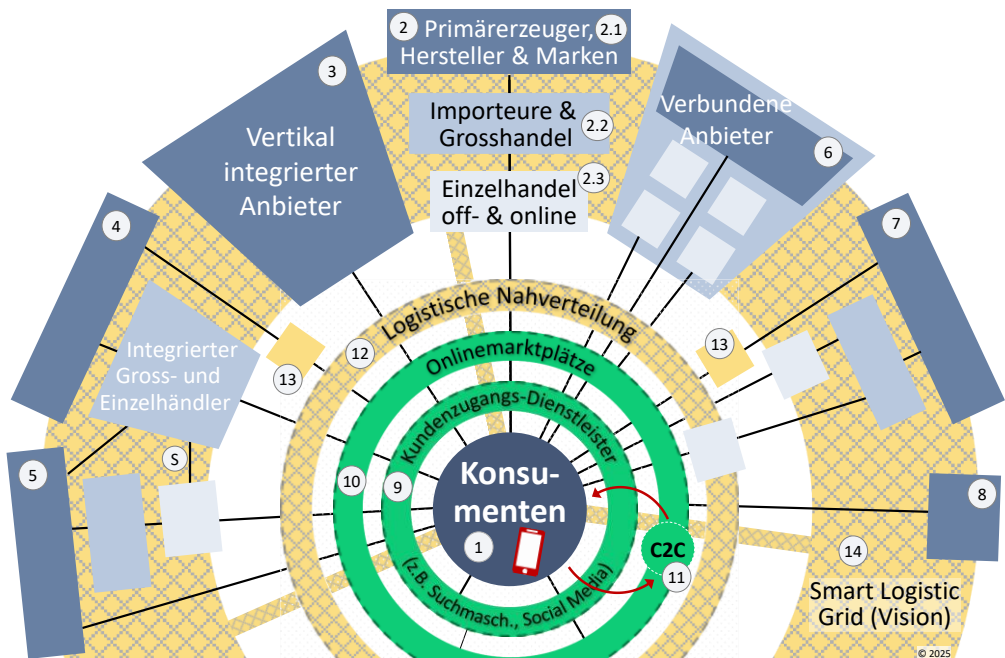 2 Primärerzeuger, 2.1
Hersteller & Marken
Importeure &
Grosshandel 2.2
Einzelhandel 2.3
off- & online
3
Vertikal
integrierter
Anbieter
Verbundene
Anbieter
6
4
7
Integrierter
Gross- und
Einzelhändler
13
12
Logistische Nahverteilung
13
Onlinemarktplätze
Kundenzugangs-Dienstleister
5
S
10
9
Konsu-
menten
1
8
C2C
11
(z.B. Suchmasch., Social Media)
14
Smart Logistic
Grid (Vision)
© 2025